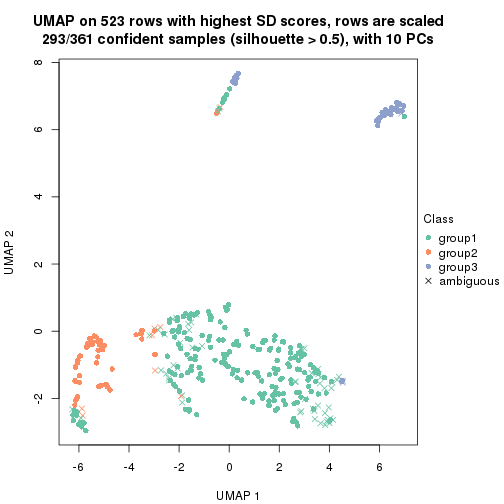 UMAP on 523 rows with highest SD scores, rows are scaled
293/361 confident samples (silhouette > 0.5), with 10 PCs
8
6
4
2
0
-2
UMAP 2
-6
-4
-2
0
2
4
6
UMAP 1
Class
group1
group2
group3
ambiguous